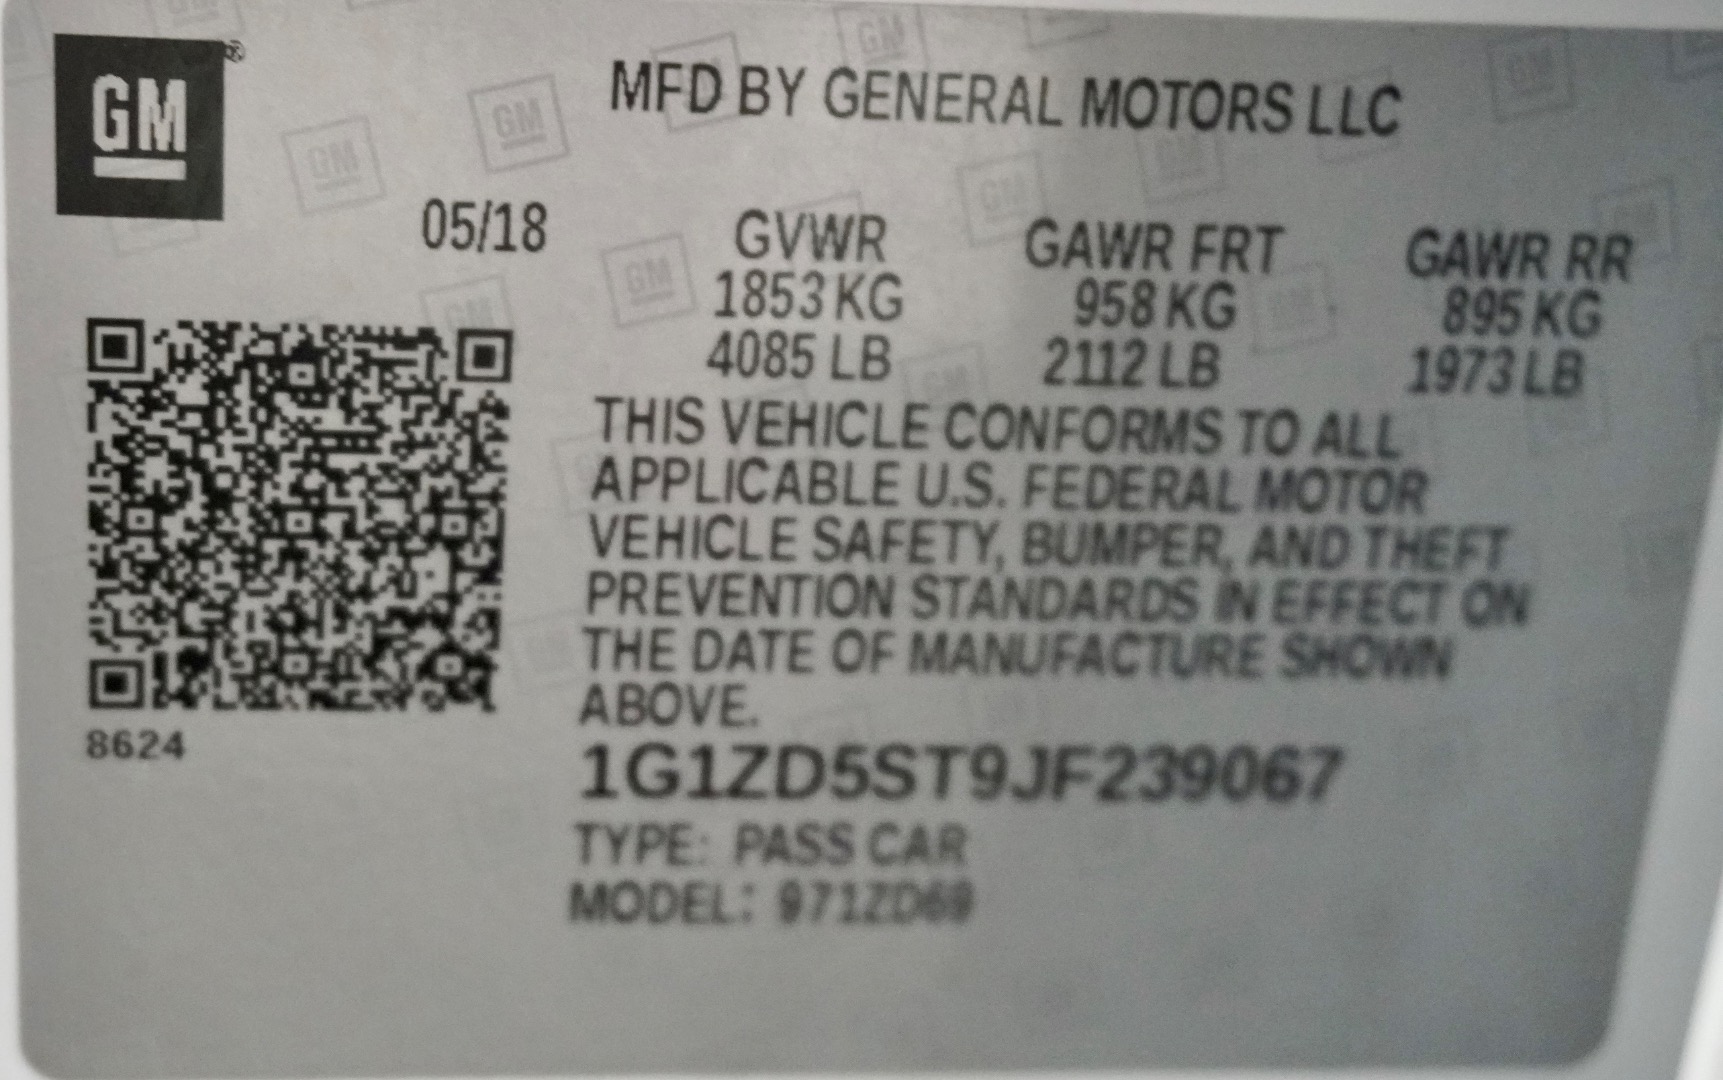 GM®
MFD BY GENERAL MOTORS LLC
05/18
GVWR
1853 KG
4085 LB
GAWR FRT
958 KG
2112 LB
GAWR RR
895 KG
1973 LB
THIS VEHICLE CONFORMS TO ALL
APPLICABLE U.S. FEDERAL MOTOR
VEHICLE SAFETY, BUMPER, AND THEFT
PREVENTION STANDARDS IN EFFECT ON
THE DATE OF MANUFACTURE SHOWN
ABOVE.
8624
1G1ZD5ST9JF239067
TYPE: PASS CAR
MODEL: 971ZD69